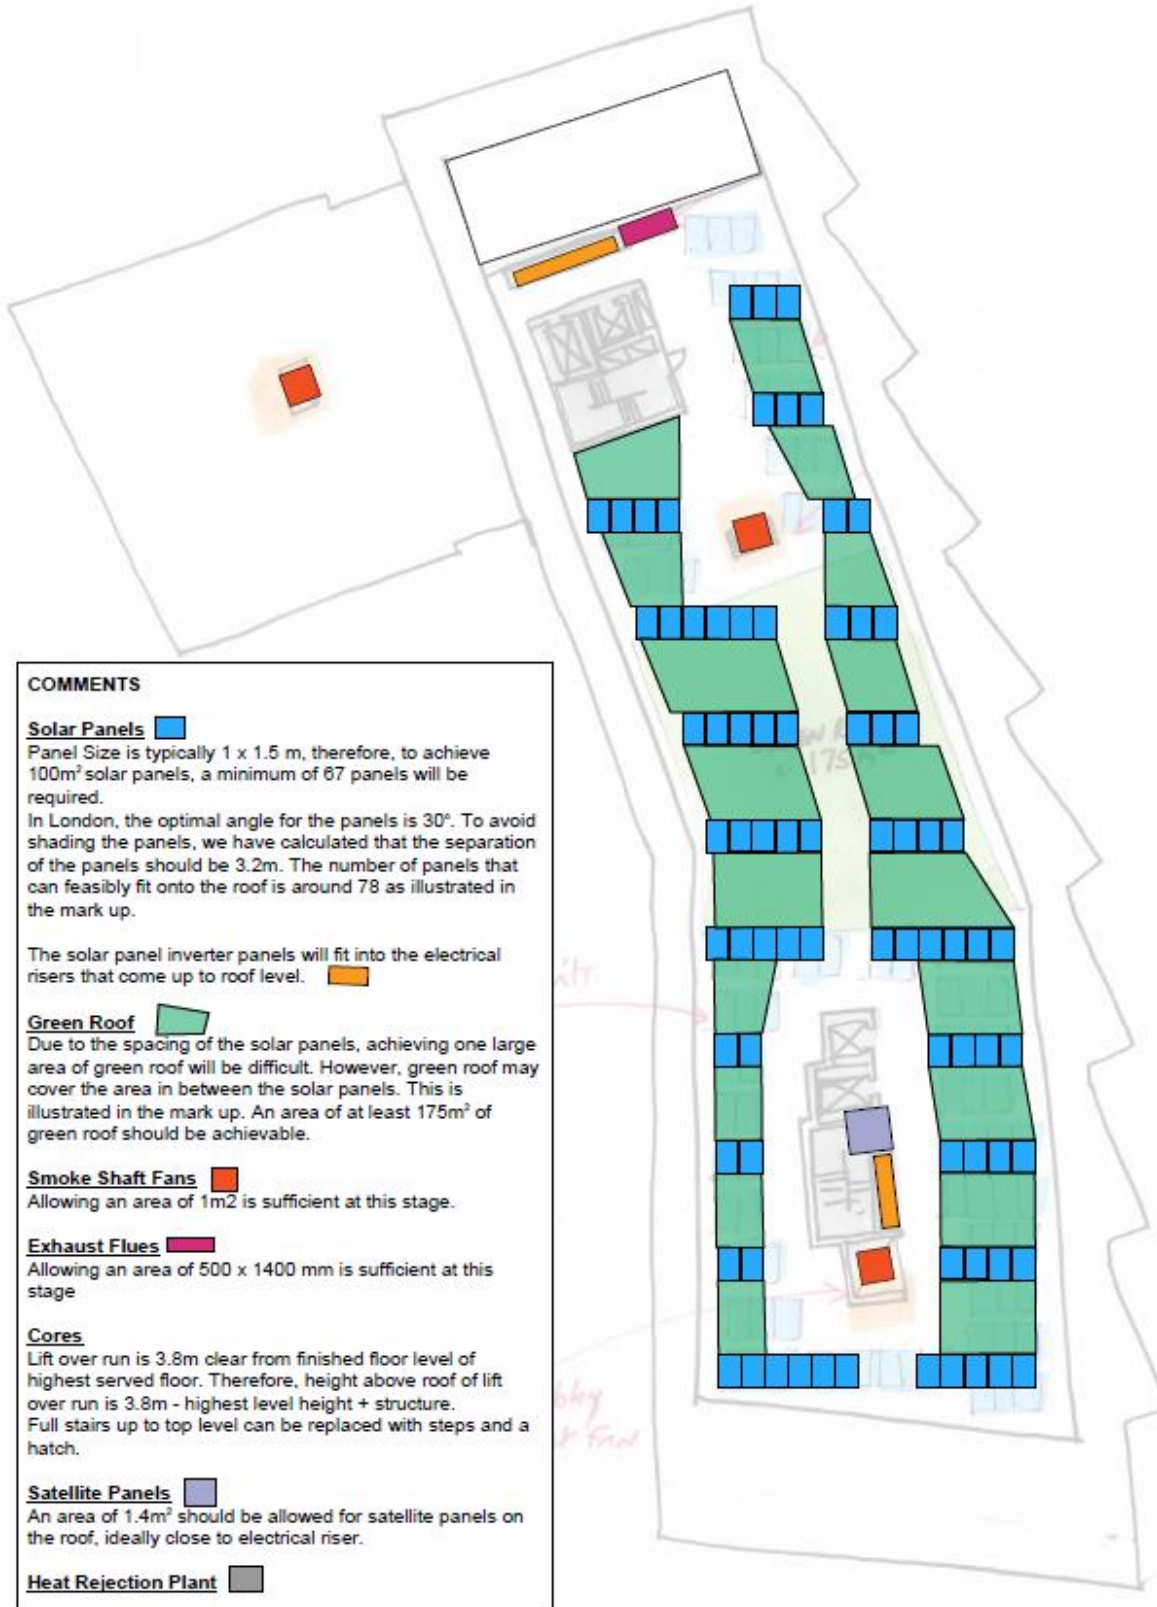 COMMENTS
Solar Panels
Panel Size is typically 1 x 1.5 m, therefore, to achieve
100m² solar panels, a minimum of 67 panels will be
required.
In London, the optimal angle for the panels is 30°. To avoid
shading the panels, we have calculated that the separation
of the panels should be 3.2m. The number of panels that
can feasibly fit onto the roof is around 78 as illustrated in
the mark up.
The solar panel inverter panels will fit into the electrical
risers that come up to roof level.
Green Roof
Due to the spacing of the solar panels, achieving one large
area of green roof will be difficult. However, green roof may
cover the area in between the solar panels. This is
illustrated in the mark up. An area of at least 175m² of
green roof should be achievable.
Smoke Shaft Fans
Allowing an area of 1m2 is sufficient at this stage.
Exhaust Flues
Allowing an area of 500 x 1400 mm is sufficient at this
stage
Cores
Lift over run is 3.8m clear from finished floor level of
highest served floor. Therefore, height above roof of lift
over run is 3.8m - highest level height + structure.
Full stairs up to top level can be replaced with steps and a
hatch.
Satellite Panels
An area of 1.4m² should be allowed for satellite panels on
the roof, ideally close to electrical riser.
Heat Rejection Plant